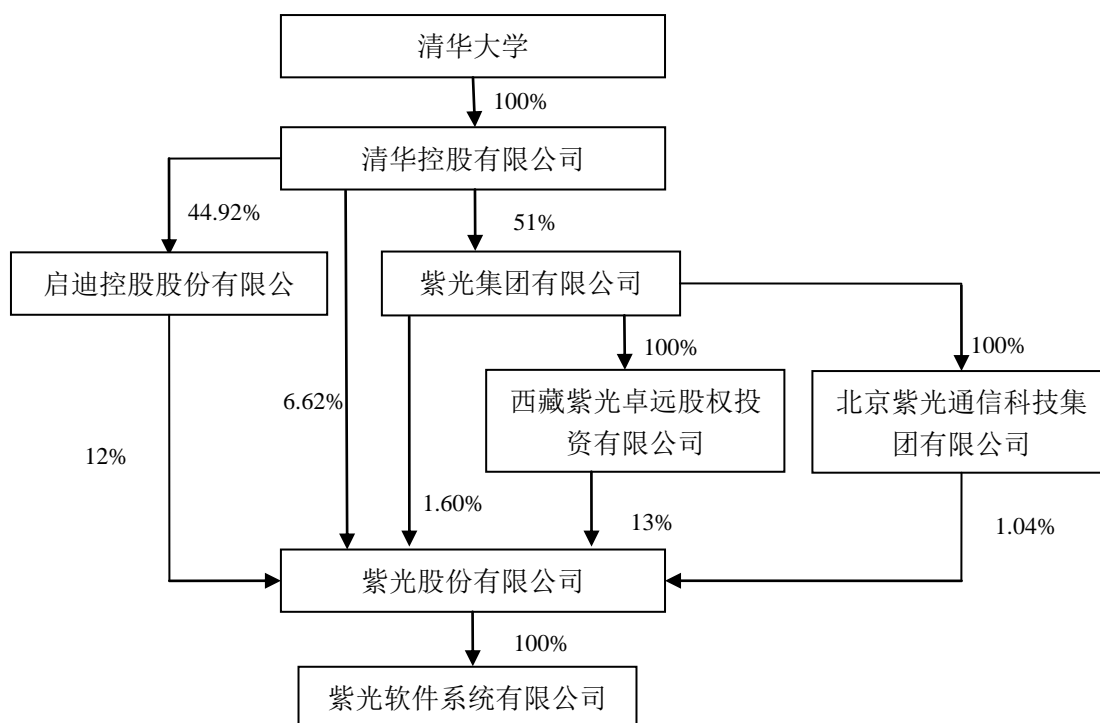 清华大学
100%
清华控股有限公司
44.92%
51%
启迪控股股份有限公
紫光集团有限公司
100%
100%
6.62%
西藏紫光卓远股权投
资有限公司
北京紫光通信科技集
团有限公司
12%
1.60%
13%
1.04%
紫光股份有限公司
100%
紫光软件系统有限公司